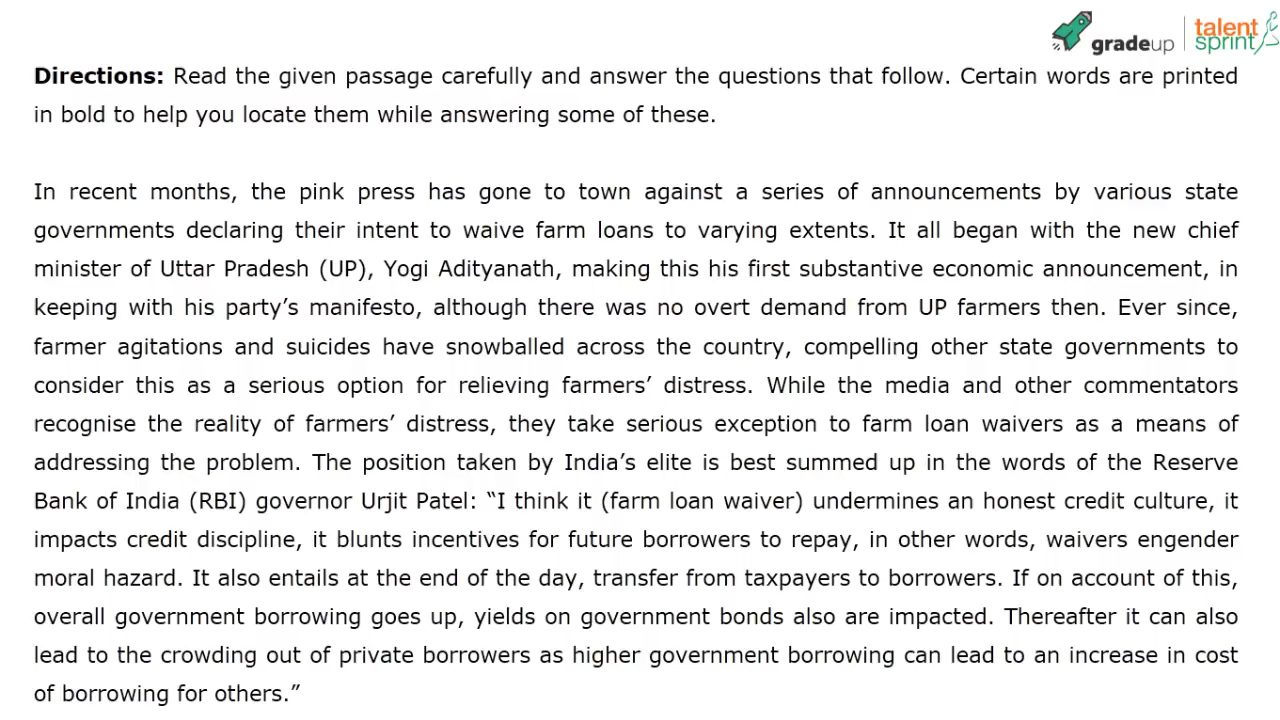 gradeup | talent sprint
Directions: Read the given passage carefully and answer the questions that follow. Certain words are printed
in bold to help you locate them while answering some of these.
In recent months, the pink press has gone to town against a series of announcements by various state
governments declaring their intent to waive farm loans to varying extents. It all began with the new chief
minister of Uttar Pradesh (UP), Yogi Adityanath, making this his first substantive economic announcement, in
keeping with his party’s manifesto, although there was no overt demand from UP farmers then. Ever since,
farmer agitations and suicides have snowballed across the country, compelling other state governments to
consider this as a serious option for relieving farmers’ distress. While the media and other commentators
recognise the reality of farmers’ distress, they take serious exception to farm loan waivers as a means of
addressing the problem. The position taken by India’s elite is best summed up in the words of the Reserve
Bank of India (RBI) governor Urjit Patel: “I think it (farm loan waiver) undermines an honest credit culture, it
impacts credit discipline, it blunts incentives for future borrowers to repay, in other words, waivers engender
moral hazard. It also entails at the end of the day, transfer from taxpayers to borrowers. If on account of this,
overall government borrowing goes up, yields on government bonds also are impacted. Thereafter it can also
lead to the crowding out of private borrowers as higher government borrowing can lead to an increase in cost
of borrowing for others.”